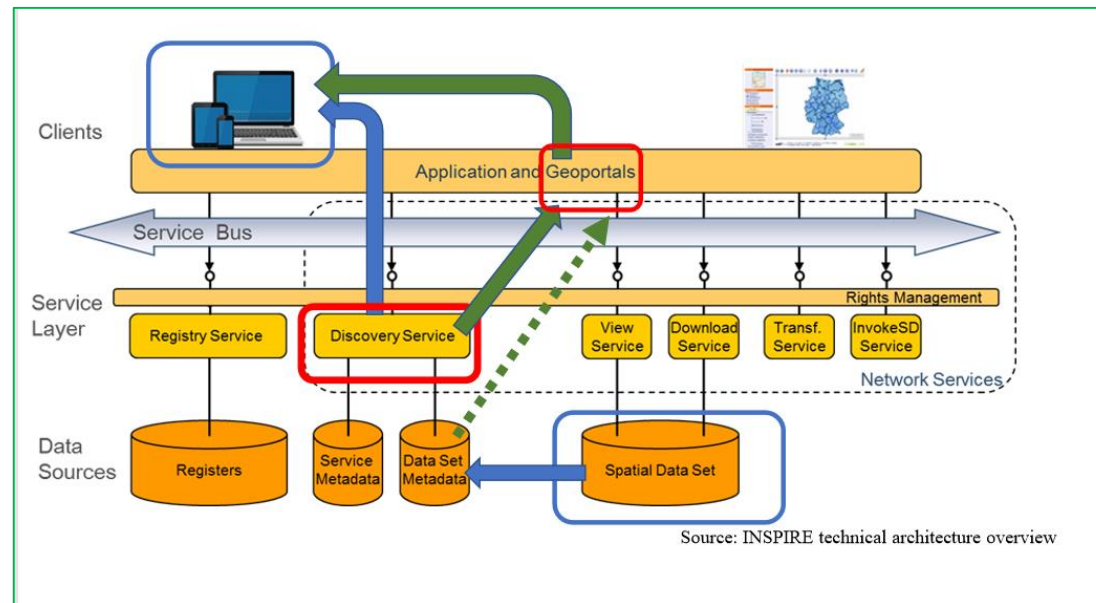 Clients
Application and Geoportals
Service Bus
Rights Management
Service
Layer
Registry Service
Discovery Service
View
Service
Download
Service
Transf.
Service
InvokeSD
Service
Network Services
Data
Sources
Registers
Service
Metadata
Data Set
Metadata
Spatial Data Set
Source: INSPIRE technical architecture overview